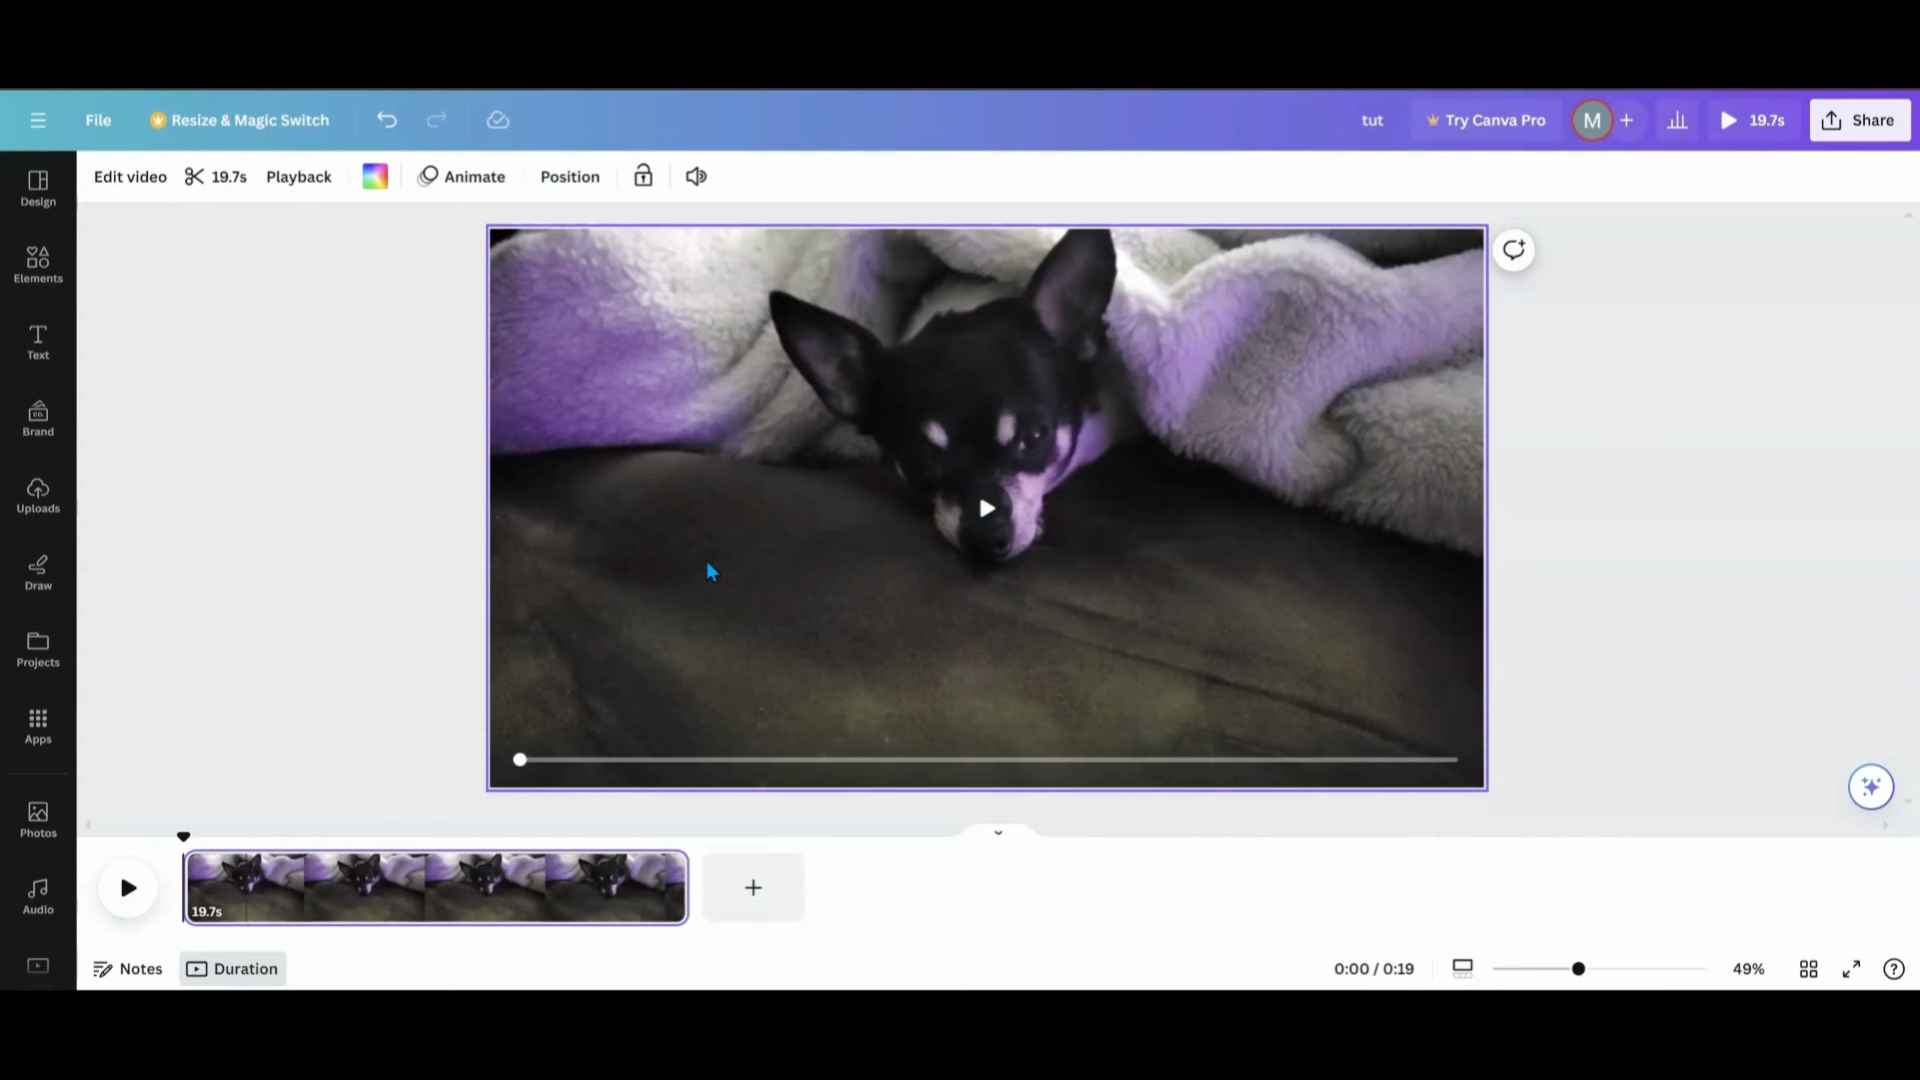 File
Resize & Magic Switch
tut
Try Canva Pro
M
19.7s
Share
Edit video
19.7s
Playback
Animate
Position
Design
Elements
Text
CO.
Brand
Uploads
Draw
Projects
Apps
Photos
Audio
19.7s
Notes
Duration
0:00 / 0:19
49%